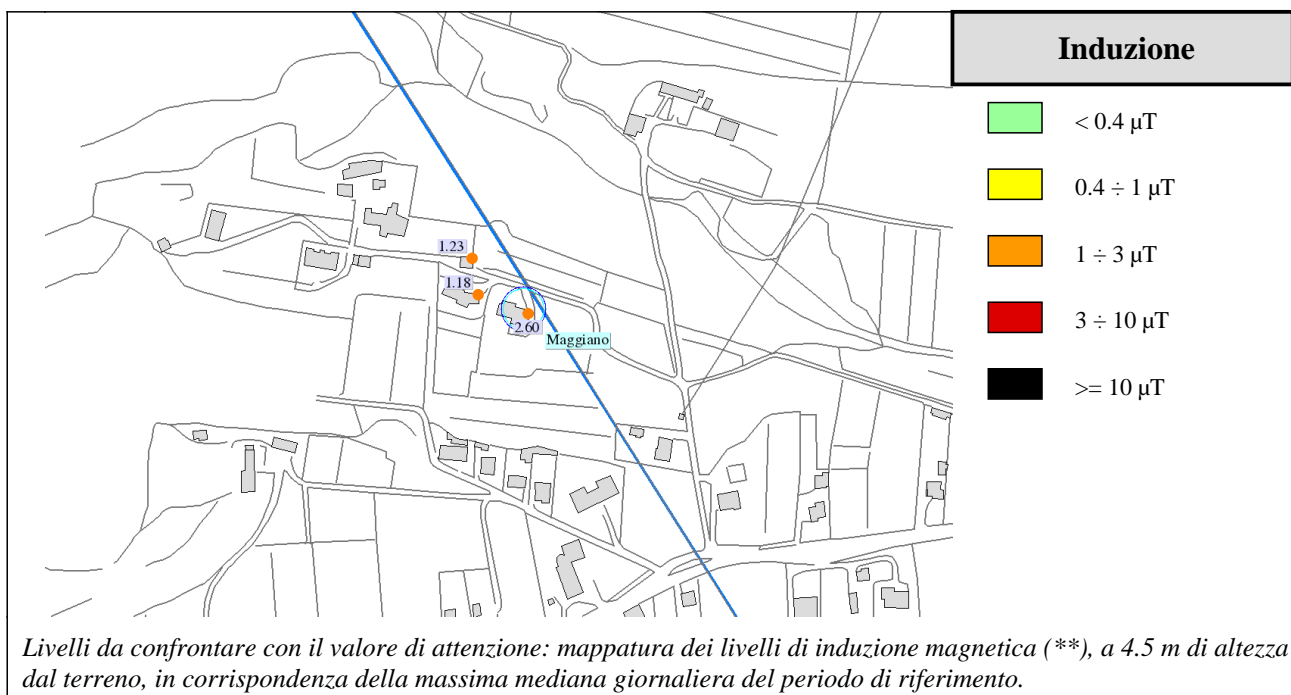 Induzione
< 0.4 µT
0.4 ÷ 1 µT
1 ÷ 3 µT
3 ÷ 10 µT
>= 10 µT
1.23
1.18
2.60
Maggiano
Livelli da confrontare con il valore di attenzione: mappatura dei livelli di induzione magnetica (**), a 4.5 m di altezza
dal terreno, in corrispondenza della massima mediana giornaliera del periodo di riferimento.